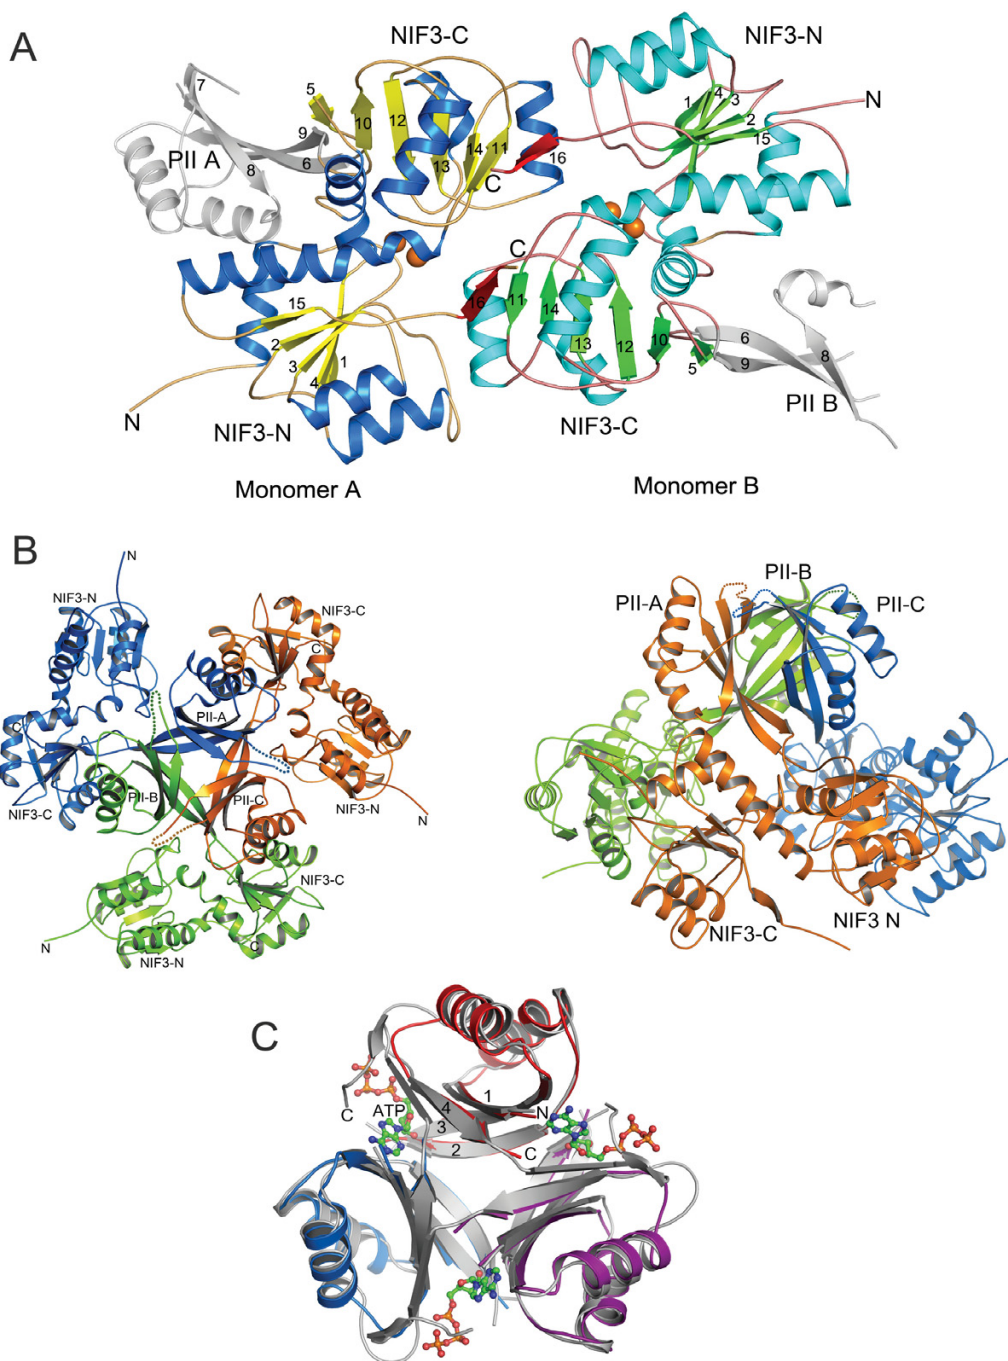 A
NIF3-C
NIF3-N
7
5
4
1
3
N
10
12
2
9
15
PII A
14
11
16
13
6
8
C
C
15
16
11
14
6
2
13
10
8
1
12
9
3
5
4
N
PII B
NIF3-N
NIF3-C
Monomer A
Monomer B
B
N
NIF3-N
NIF3-C
C
PII-A
C
PII-B
PII-C
NIF3-C
NIF3-N
N
NIF3-C
N
C
NIF3-N
PII-B
PII-A
PII-C
NIF3 N
NIF3-C
C
1
C
4
N
ATP
3
2
C